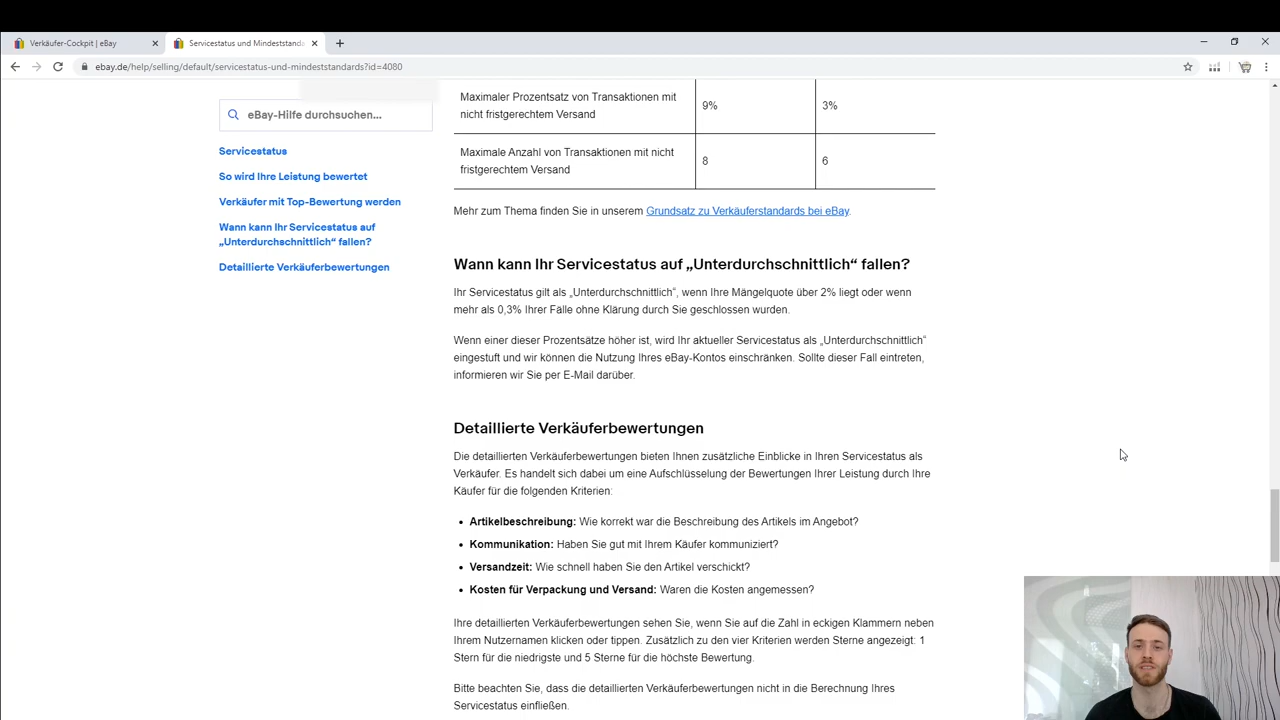 Verkäufer-Cockpit | eBay
Servicestatus und Mindeststanda
ebay.de/help/selling/default/servicestatus-und-mindeststandards?id=4080
eBay-Hilfe durchsuchen...
Servicestatus
So wird Ihre Leistung bewertet
Verkäufer mit Top-Bewertung werden
Wann kann Ihr Servicestatus auf
„Unterdurchschnittlich“ fallen?
Detaillierte Verkäuferbewertungen
Maximaler Prozentsatz von Transaktionen mit
nicht fristgerechtem Versand
9%
3%
Maximale Anzahl von Transaktionen mit nicht
fristgerechtem Versand
8
6
Mehr zum Thema finden Sie in unserem Grundsatz zu Verkäuferstandards bei eBay.
Wann kann Ihr Servicestatus auf „Unterdurchschnittlich“ fallen?
Ihr Servicestatus gilt als „Unterdurchschnittlich“, wenn Ihre Mängelquote über 2% liegt oder wenn
mehr als 0,3% Ihrer Fälle ohne Klärung durch Sie geschlossen wurden.
Wenn einer dieser Prozentsätze höher ist, wird Ihr aktueller Servicestatus als „Unterdurchschnittlich“
eingestuft und wir können die Nutzung Ihres eBay-Kontos einschränken. Sollte dieser Fall eintreten,
informieren wir Sie per E-Mail darüber.
Detaillierte Verkäuferbewertungen
Die detaillierten Verkäuferbewertungen bieten Ihnen zusätzliche Einblicke in Ihren Servicestatus als
Verkäufer. Es handelt sich dabei um eine Aufschlüsselung der Bewertungen Ihrer Leistung durch Ihre
Käufer für die folgenden Kriterien:
• Artikelbeschreibung: Wie korrekt war die Beschreibung des Artikels im Angebot?
• Kommunikation: Haben Sie gut mit Ihrem Käufer kommuniziert?
• Versandzeit: Wie schnell haben Sie den Artikel verschickt?
• Kosten für Verpackung und Versand: Waren die Kosten angemessen?
Ihre detaillierten Verkäuferbewertungen sehen Sie, wenn Sie auf die Zahl in eckigen Klammern neben
Ihrem Nutzernamen klicken oder tippen. Zusätzlich zu den vier Kriterien werden Sterne angezeigt: 1
Stern für die niedrigste und 5 Sterne für die höchste Bewertung.
Bitte beachten Sie, dass die detaillierten Verkäuferbewertungen nicht in die Berechnung Ihres
Servicestatus einfließen.